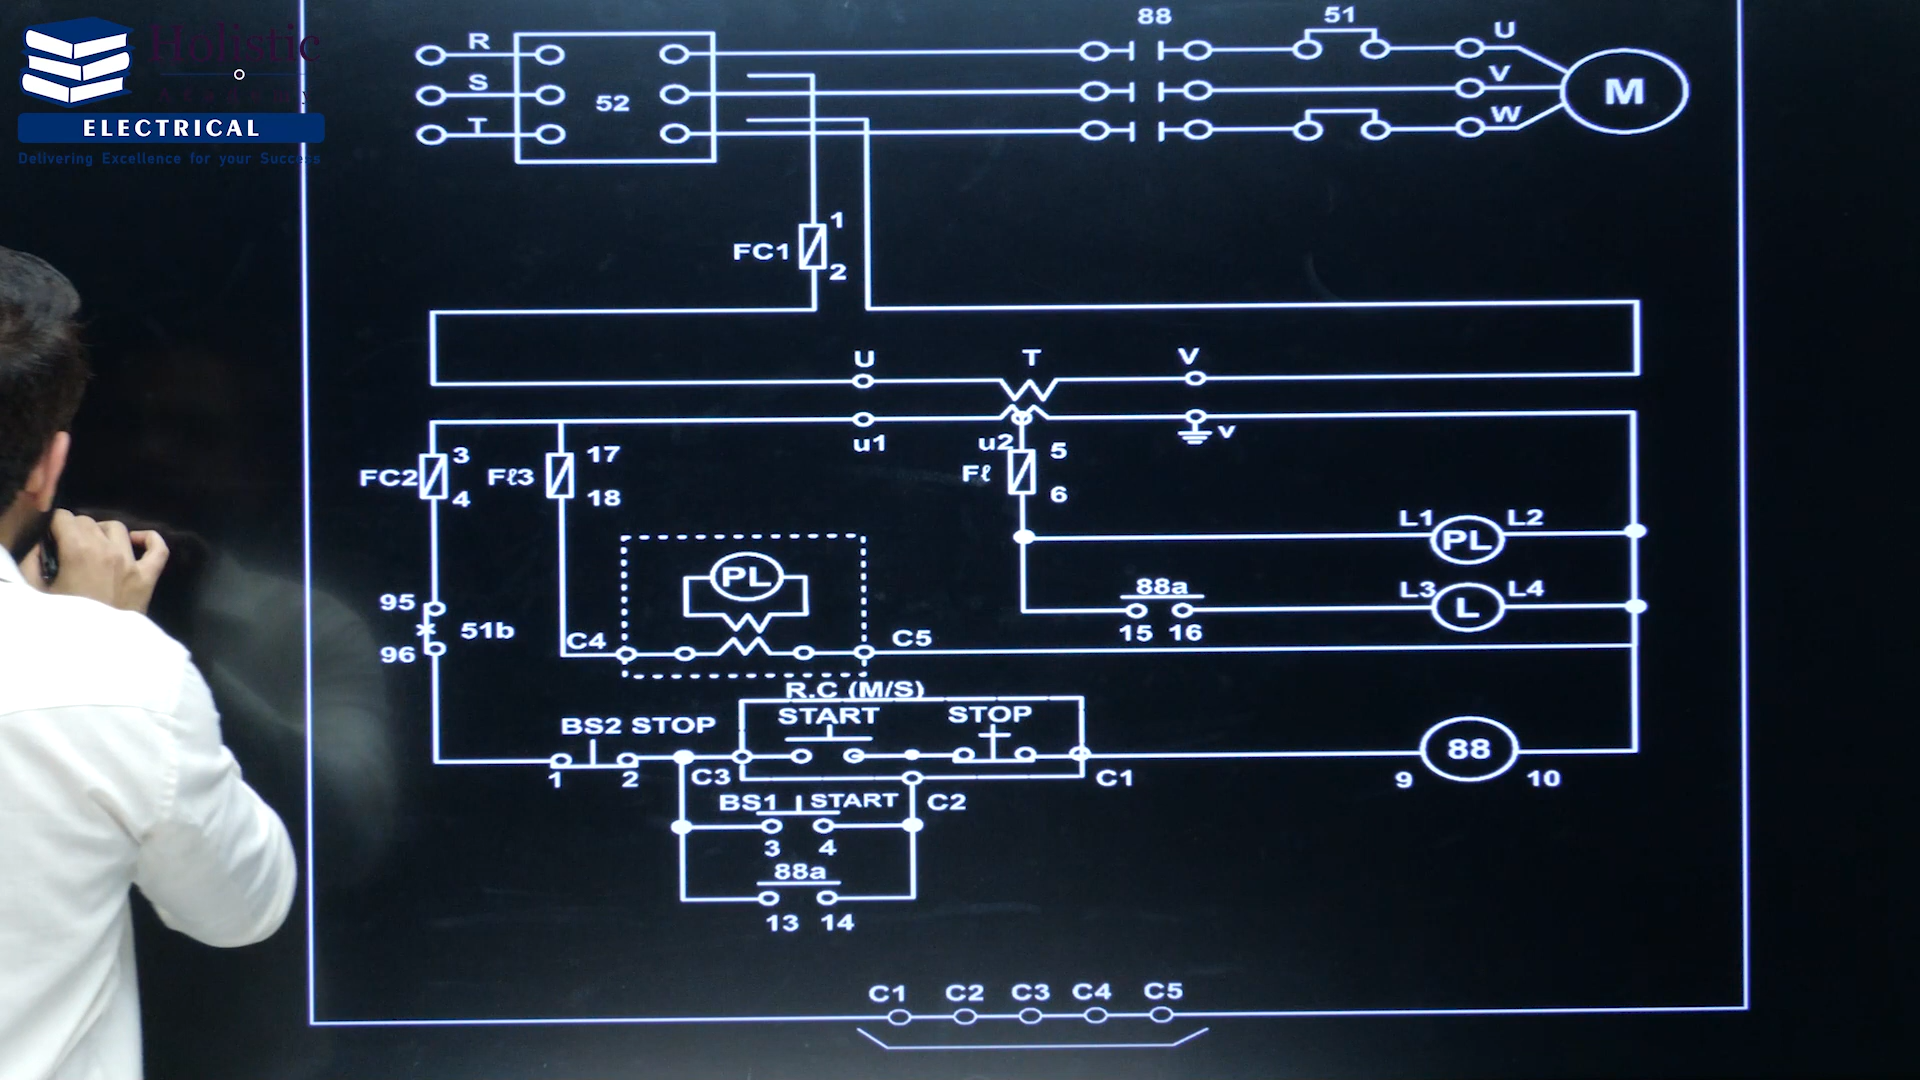 Holistic
Academy
ELECTRICAL
Delivering Excellence for your Success
88 51
R U
S 52 V M
T W
FC1 1
2
U T V
u1 u2 v
FC2 3
4
Fℓ3 17
18
Fℓ 5
6
L1 PL L2
PL
88a
15 16
L3 L L4
95
51b
96
C4 C5
R.C (M/S)
START STOP
BS2 STOP
1 2 C3 C1
9 88 10
BS1 START C2
3 4
88a
13 14
C1 C2 C3 C4 C5